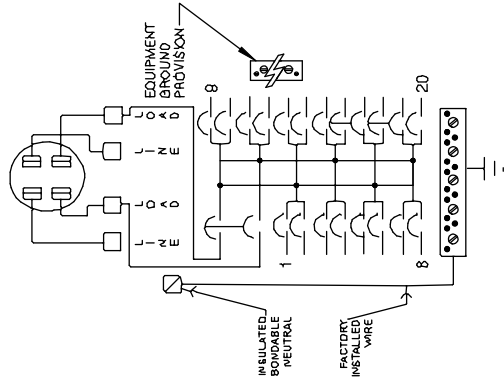 EQUIPMENT
GROUND
PROVISION
LOAD
LINE
LOAD
LINE
9
20
1
8
INSULATED
BONDABLE
NEUTRAL
FACTORY
INSTALLED
WIRE